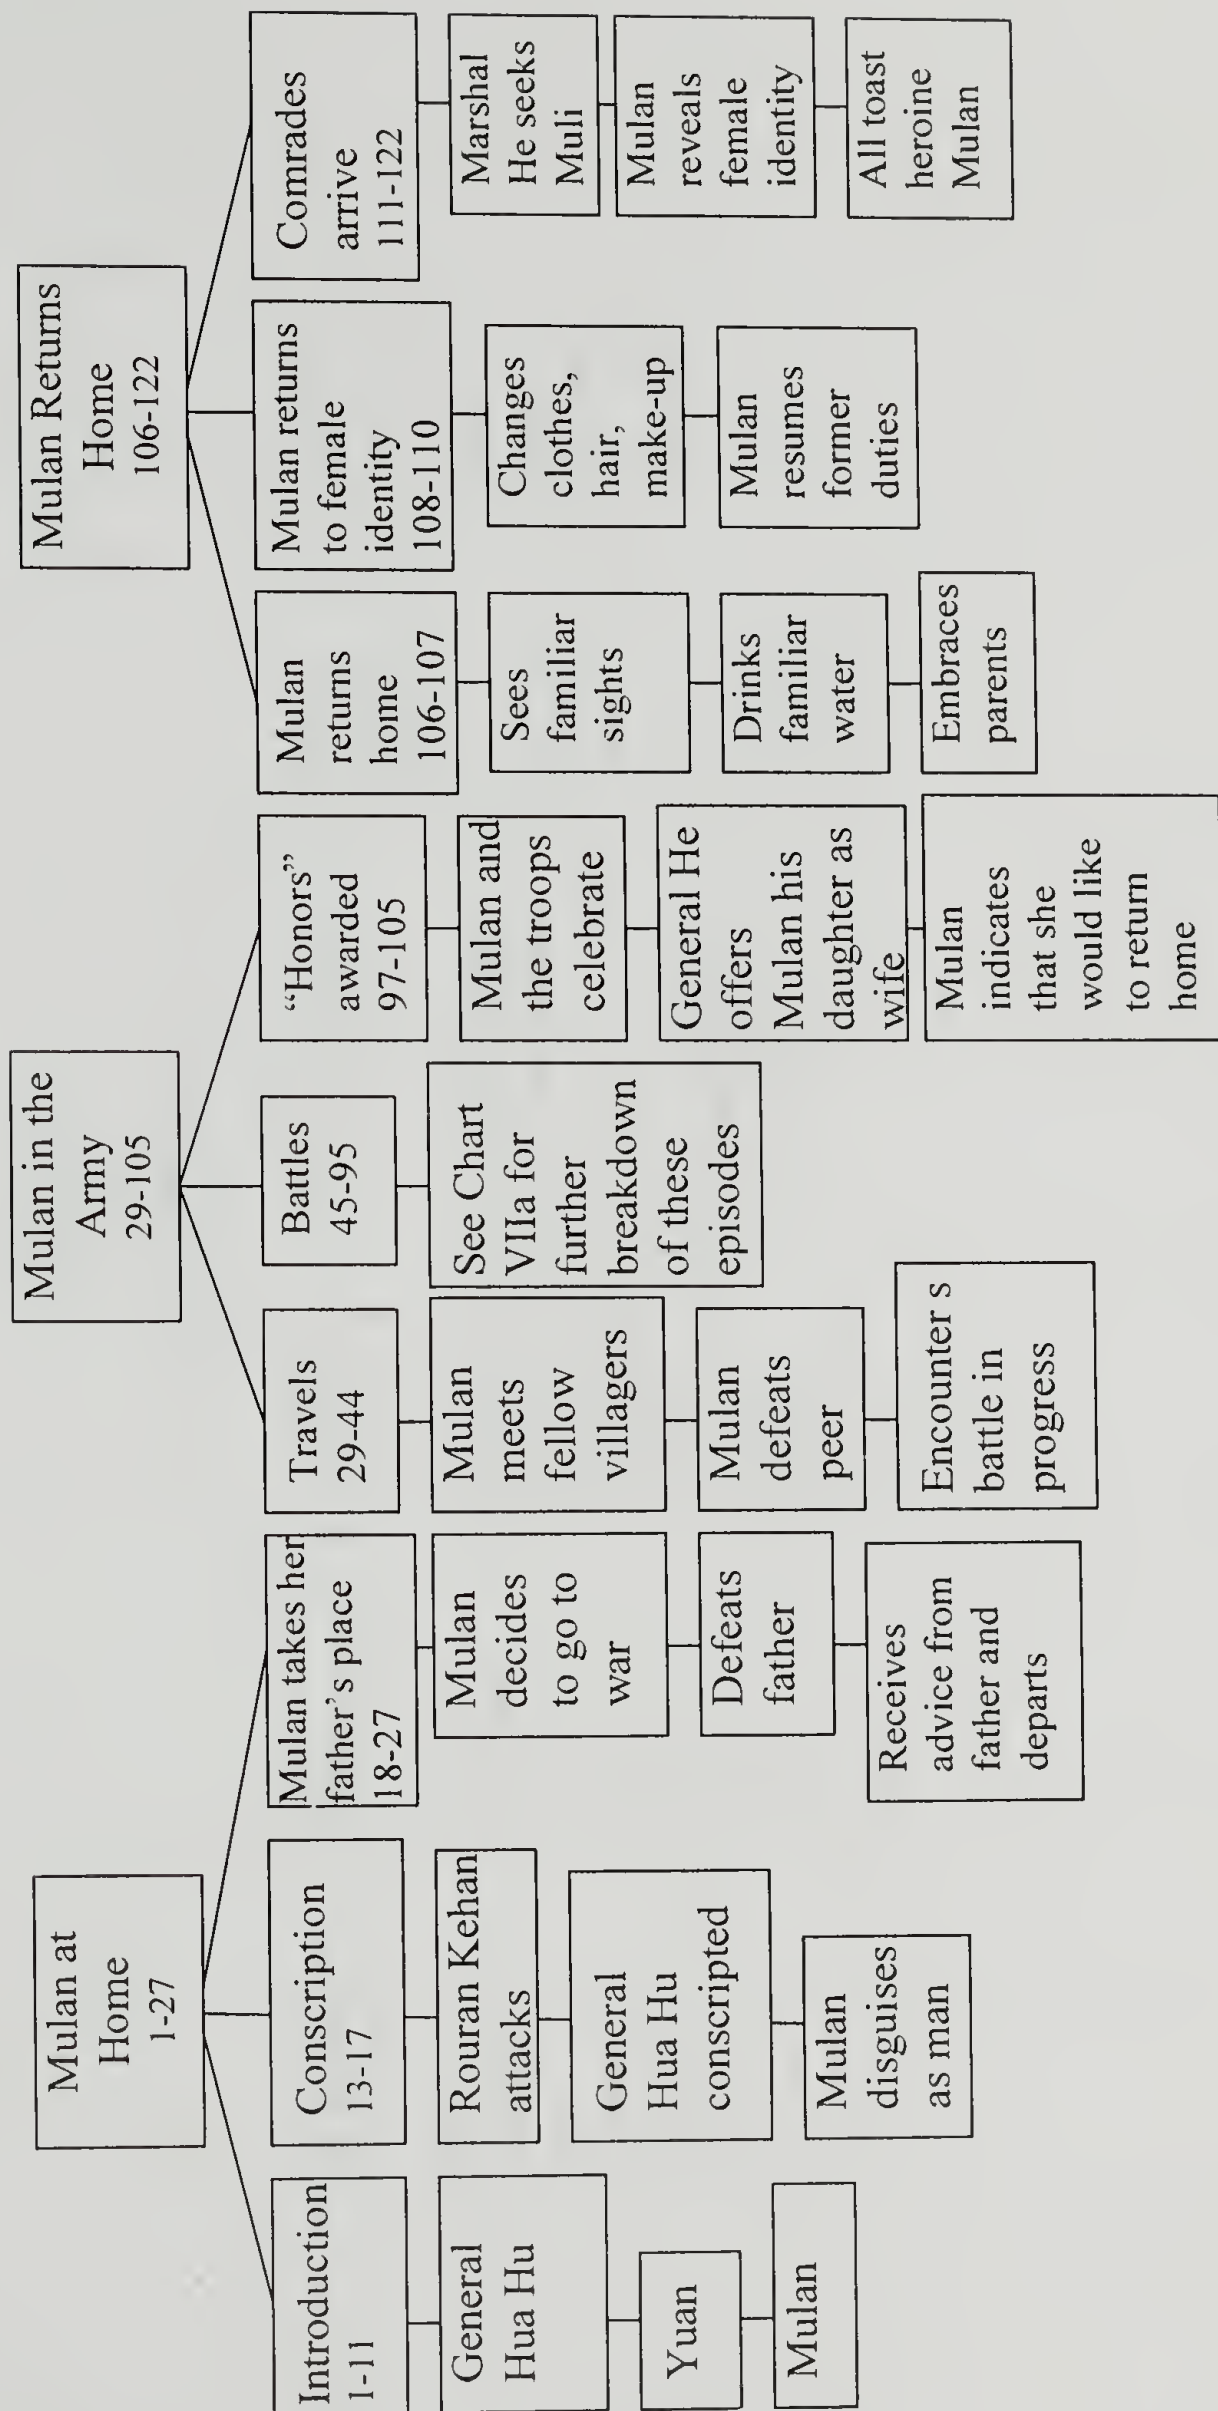 Mulan at
Home
1-27
Introduction
1-11
General
Hua Hu
Yuan
Mulan
Conscription
13-17
Rouran Kehan
attacks
General
Hua Hu
conscripted
Mulan
disguises
as man
Mulan takes her
father's place
18-27
Mulan
decides
to go to
war
Defeats
father
Receives
advice from
father and
departs
Mulan in the
Army
29-105
Travels
29-44
Mulan
meets
fellow
villagers
Mulan
defeats
peer
Encounter s
battle in
progress
Battles
45-95
See Chart
VIIa for
further
breakdown
of these
episodes
“Honors”
awarded
97-105
Mulan and
the troops
celebrate
General He
offers
Mulan his
daughter as
wife
Mulan
indicates
that she
would like
to return
home
Mulan Returns
Home
106-122
Mulan
returns
home
106-107
Sees
familiar
sights
Drinks
familiar
water
Embraces
parents
Mulan returns
to female
identity
108-110
Changes
clothes,
hair,
make-up
Mulan
resumes
former
duties
Comrades
arrive
111-122
Marshal
He seeks
Muli
Mulan
reveals
female
identity
All toast
heroine
Mulan